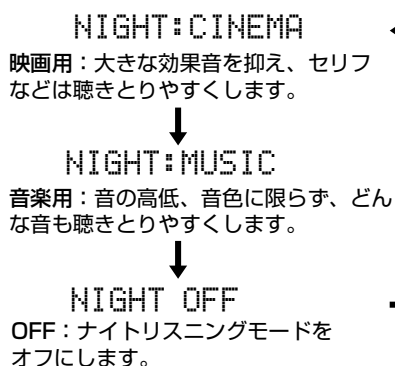 NIGHT:CINEMA
映画用：大きな効果音を抑え、セリフ
などは聴きとりやすくします。
NIGHT:MUSIC
音楽用：音の高低、音色に限らず、どん
な音も聴きとりやすくします。
NIGHT OFF
OFF：ナイトリスニングモードを
オフにします。